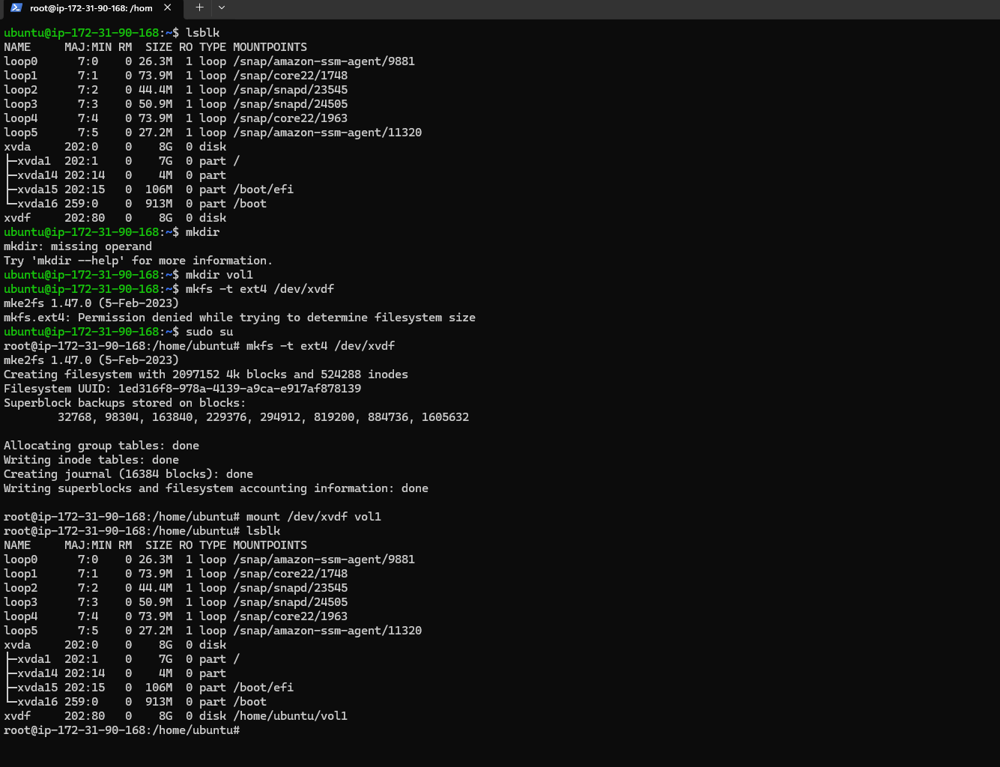 root@ip-172-31-90-168: /hom
ubuntu@ip-172-31-90-168:~$ lsblk
NAME     MAJ:MIN RM  SIZE RO TYPE MOUNTPOINTS
loop0      7:0    0 26.3M  1 loop /snap/amazon-ssm-agent/9881
loop1      7:1    0 73.9M  1 loop /snap/core22/1748
loop2      7:2    0 44.4M  1 loop /snap/snapd/23545
loop3      7:3    0 50.9M  1 loop /snap/snapd/24505
loop4      7:4    0 73.9M  1 loop /snap/core22/1963
loop5      7:5    0 27.2M  1 loop /snap/amazon-ssm-agent/11320
xvda     202:0    0    8G  0 disk
├─xvda1  202:1    0    7G  0 part /
├─xvda14 202:14   0    4M  0 part
├─xvda15 202:15   0  106M  0 part /boot/efi
└─xvda16 259:0    0  913M  0 part /boot
xvdf     202:80   0    8G  0 disk
ubuntu@ip-172-31-90-168:~$ mkdir
mkdir: missing operand
Try 'mkdir --help' for more information.
ubuntu@ip-172-31-90-168:~$ mkdir vol1
ubuntu@ip-172-31-90-168:~$ mkfs -t ext4 /dev/xvdf
mke2fs 1.47.0 (5-Feb-2023)
mkfs.ext4: Permission denied while trying to determine filesystem size
ubuntu@ip-172-31-90-168:~$ sudo su
root@ip-172-31-90-168:/home/ubuntu# mkfs -t ext4 /dev/xvdf
mke2fs 1.47.0 (5-Feb-2023)
Creating filesystem with 2097152 4k blocks and 524288 inodes
Filesystem UUID: 1ed316f8-978a-4139-a9ca-e917af878139
Superblock backups stored on blocks:
        32768, 98304, 163840, 229376, 294912, 819200, 884736, 1605632
Allocating group tables: done
Writing inode tables: done
Creating journal (16384 blocks): done
Writing superblocks and filesystem accounting information: done
root@ip-172-31-90-168:/home/ubuntu# mount /dev/xvdf vol1
root@ip-172-31-90-168:/home/ubuntu# lsblk
NAME     MAJ:MIN RM  SIZE RO TYPE MOUNTPOINTS
loop0      7:0    0 26.3M  1 loop /snap/amazon-ssm-agent/9881
loop1      7:1    0 73.9M  1 loop /snap/core22/1748
loop2      7:2    0 44.4M  1 loop /snap/snapd/23545
loop3      7:3    0 50.9M  1 loop /snap/snapd/24505
loop4      7:4    0 73.9M  1 loop /snap/core22/1963
loop5      7:5    0 27.2M  1 loop /snap/amazon-ssm-agent/11320
xvda     202:0    0    8G  0 disk
├─xvda1  202:1    0    7G  0 part /
├─xvda14 202:14   0    4M  0 part
├─xvda15 202:15   0  106M  0 part /boot/efi
└─xvda16 259:0    0  913M  0 part /boot
xvdf     202:80   0    8G  0 disk /home/ubuntu/vol1
root@ip-172-31-90-168:/home/ubuntu#